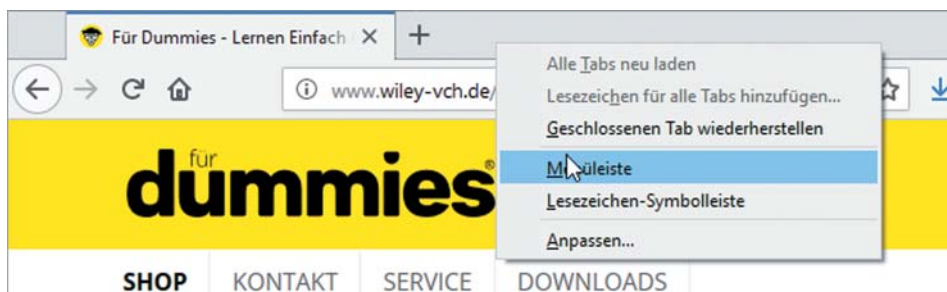 Für Dummies - Lernen Einfach
www.wiley-vch.de/
Alle Tabs neu laden
Lesezeichen für alle Tabs hinzufügen...
Geschlossenen Tab wiederherstellen
Menüleiste
Lesezeichen-Symbolleiste
Anpassen...
für
dummies®
SHOP KONTAKT SERVICE DOWNLOADS